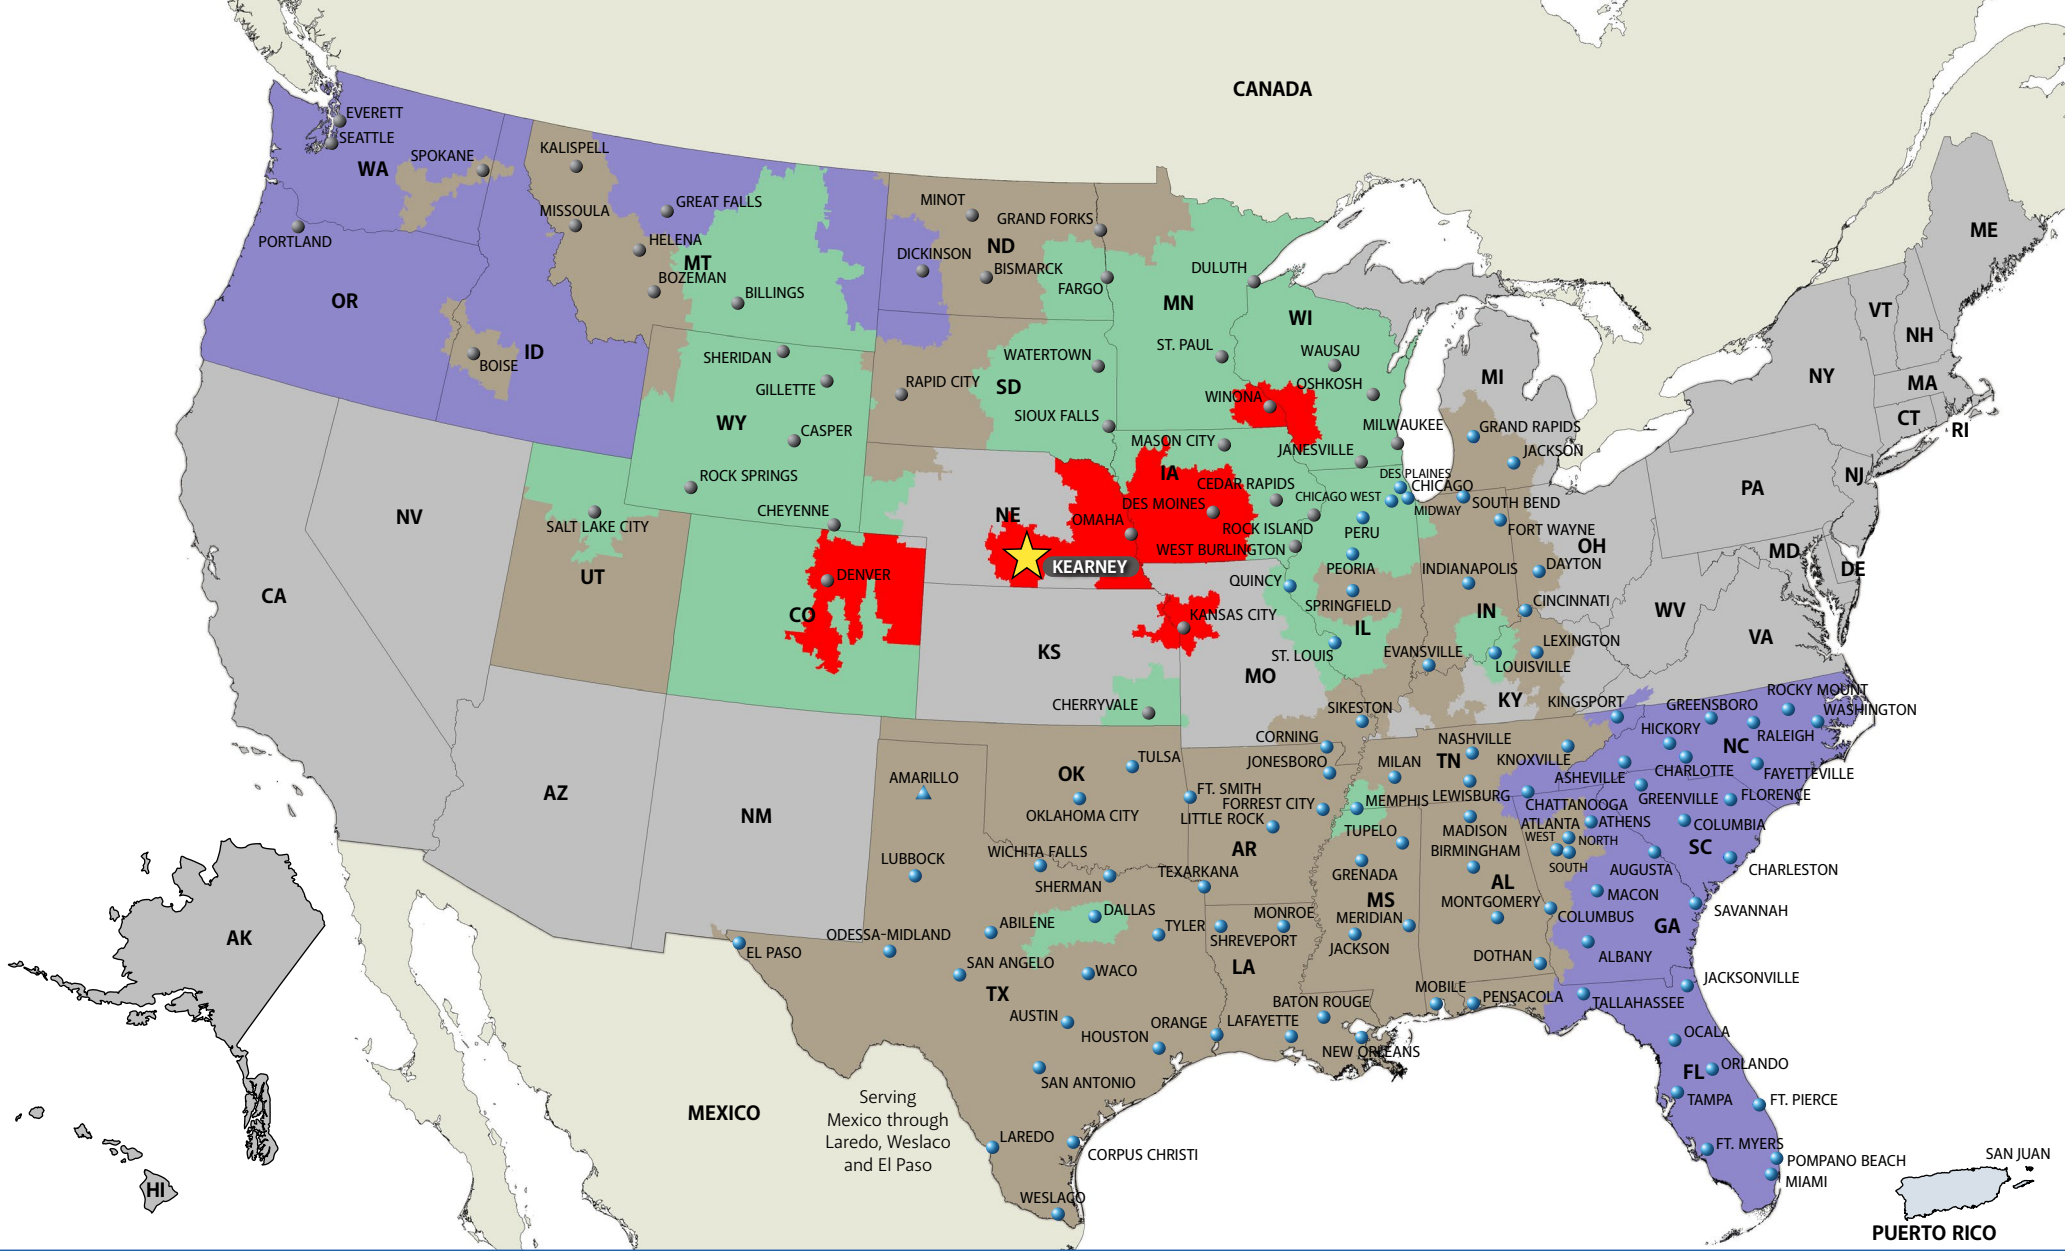 CANADA
EVERETT
SEATTLE
WA
SPOKANE
KALISPELL
MISSOULA
GREAT FALLS
HELENA
MT
BOZEMAN
BILLINGS
PORTLAND
OR
ID
BOISE
MINOT
GRAND FORKS
ND
DICKINSON
BISMARCK
FARGO
DULUTH
MN
WI
ST. PAUL
WAUSAU
OSHKOSH
WINONA
MILWAUKEE
JANESVILLE
MI
GRAND RAPIDS
JACKSON
ME
VT
NH
NY
MA
CT
RI
NJ
PA
MD
DE
SHERIDAN
GILLETTE
WY
CASPER
ROCK SPRINGS
CHEYENNE
RAPID CITY
WATERTOWN
SD
SIOUX FALLS
MASON CITY
IA
CEDAR RAPIDS
DES MOINES
ROCK ISLAND
WEST BURLINGTON
DES PLAINES
CHICAGO
CHICAGO WEST
MIDWAY
SOUTH BEND
FORT WAYNE
PERU
PEORIA
OH
DAYTON
INDIANAPOLIS
CINCINNATI
QUINCY
SPRINGFIELD
IL
IN
ST. LOUIS
EVANSVILLE
LEXINGTON
LOUISVILLE
WV
VA
NV
CA
SALT LAKE CITY
UT
DENVER
CO
NE
OMAHA
KEARNEY
KANSAS CITY
KS
MO
CHERRYVALE
SIKESTON
KY
KINGSPORT
GREENSBORO
ROCKY MOUNT
WASHINGTON
HICKORY
RALEIGH
NC
CORNING
NASHVILLE
TN
KNOXVILLE
JONESBORO
MILAN
ASHEVILLE
CHARLOTTE
FAYETTEVILLE
AZ
NM
AMARILLO
OK
TULSA
OKLAHOMA CITY
FT. SMITH
FORREST CITY
LITTLE ROCK
MEMPHIS
LEWISBURG
CHATTANOOGA
GREENVILLE
FLORENCE
AR
TUPELO
MADISON
ATLANTA
WEST
NORTH
SOUTH
ATHENS
COLUMBIA
SC
BIRMINGHAM
AUGUSTA
CHARLESTON
LUBBOCK
WICHITA FALLS
SHERMAN
TEXARKANA
GRENADA
MS
AL
MONTGOMERY
MACON
COLUMBUS
SAVANNAH
GA
ALBANY
ABILENE
DALLAS
TYLER
MONROE
SHREVEPORT
MERIDIAN
JACKSON
DOTHAN
EL PASO
ODESSA-MIDLAND
SAN ANGELO
WACO
TX
LA
AUSTIN
HOUSTON
ORANGE
BATON ROUGE
LAFAYETTE
NEW ORLEANS
MOBILE
PENSACOLA
TALLAHASSEE
JACKSONVILLE
OCALA
FL
ORLANDO
TAMPA
FT. PIERCE
FT. MYERS
POMPANO BEACH
MIAMI
SAN ANTONIO
LAREDO
CORPUS CHRISTI
WESLACO
MEXICO
Serving
Mexico through
Laredo, Weslaco
and El Paso
AK
HI
SAN JUAN
PUERTO RICO